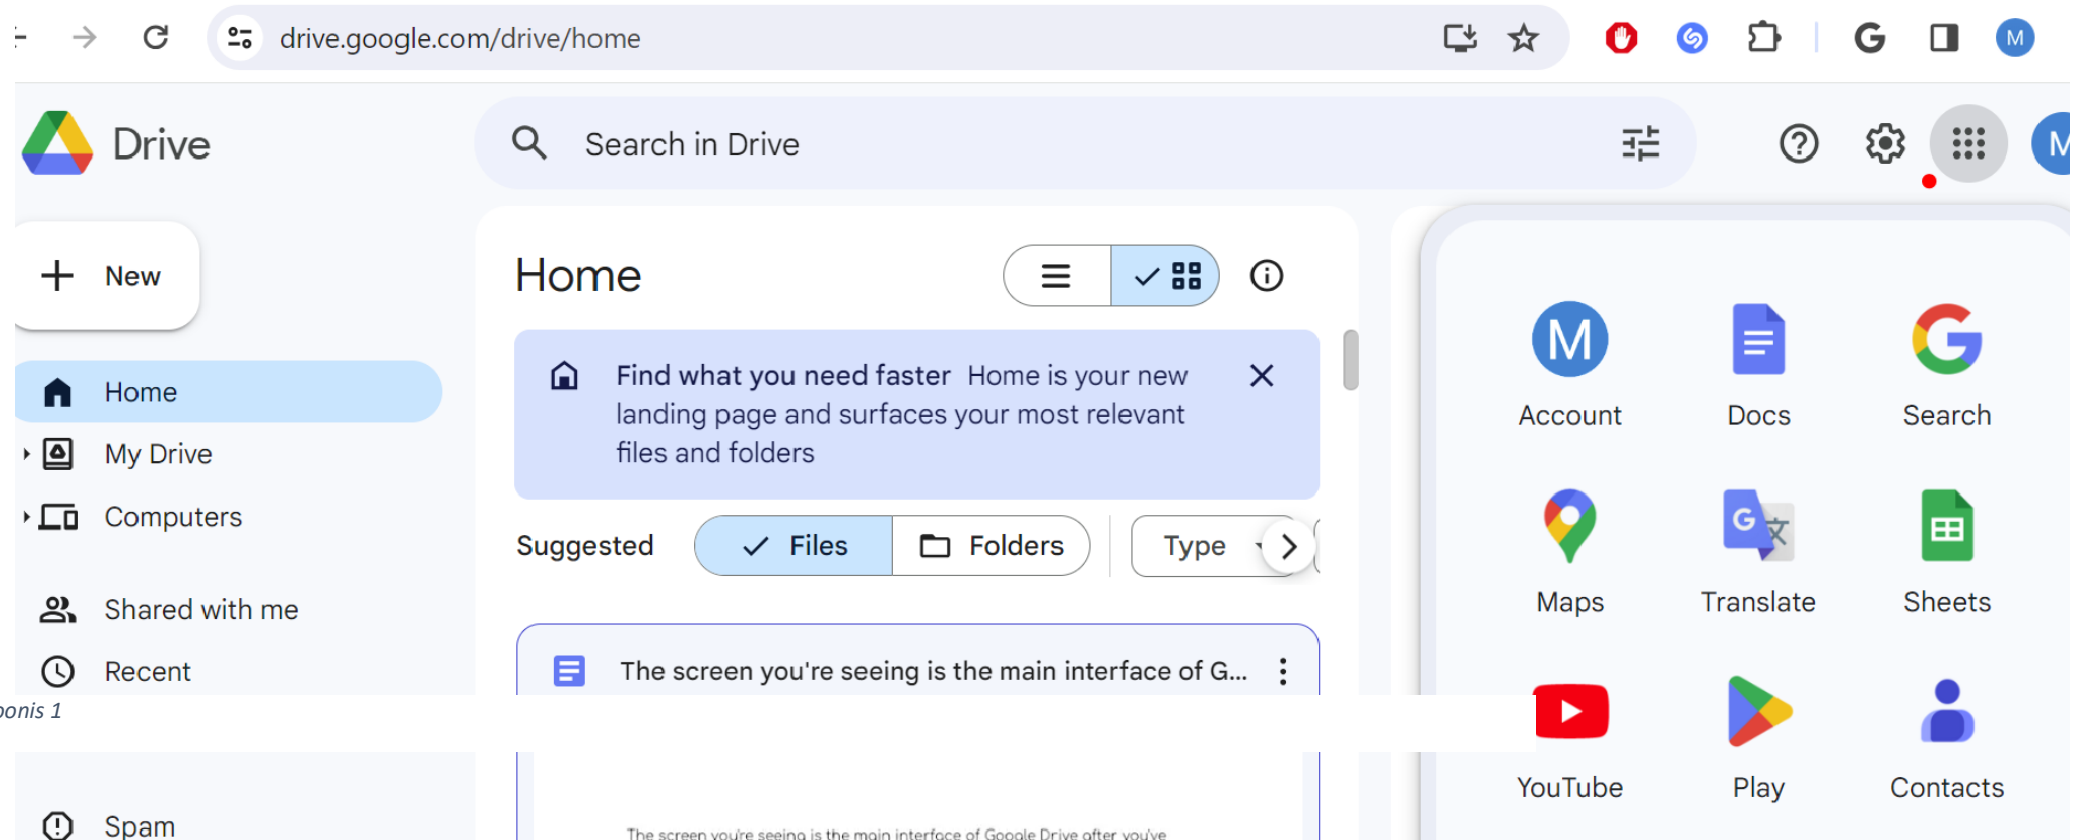 drive.google.com/drive/home
M
Drive
Search in Drive
M
New
Home
My Drive
Computers
Shared with me
Recent
ponis 1
Spam
Home
Find what you need faster Home is your new
landing page and surfaces your most relevant
files and folders
Suggested
Files
Folders
Type
The screen you're seeing is the main interface of G...
The screen you're seeing is the main interface of Google Drive after you've
M
Account
Docs
Search
Maps
Translate
Sheets
YouTube
Play
Contacts